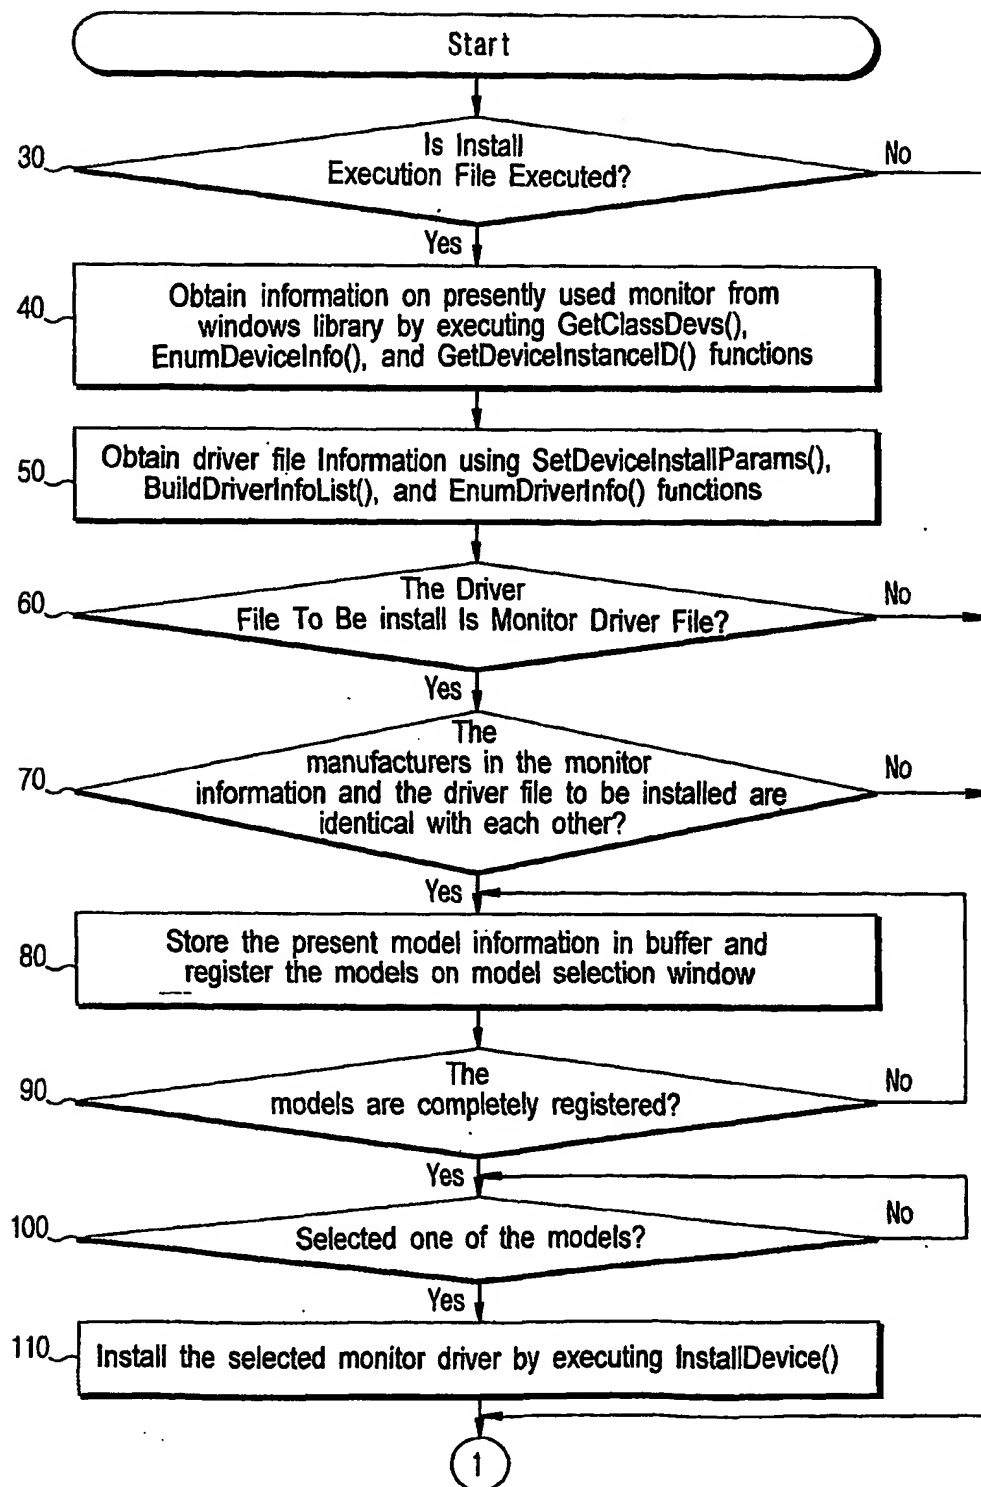 Start
30
Is Install
Execution File Executed?
No
Yes
40
Obtain information on presently used monitor from
windows library by executing GetClassDevs(),
EnumDeviceInfo(), and GetDeviceInstanceID() functions
50
Obtain driver file Information using SetDeviceInstallParams(),
BuildDriverInfoList(), and EnumDriverInfo() functions
60
The Driver
File To Be install Is Monitor Driver File?
No
Yes
70
The
manufacturers in the monitor
information and the driver file to be installed are
identical with each other?
No
Yes
80
Store the present model information in buffer and
register the models on model selection window
90
The
models are completely registered?
No
Yes
100
Selected one of the models?
No
Yes
110
Install the selected monitor driver by executing InstallDevice()
1